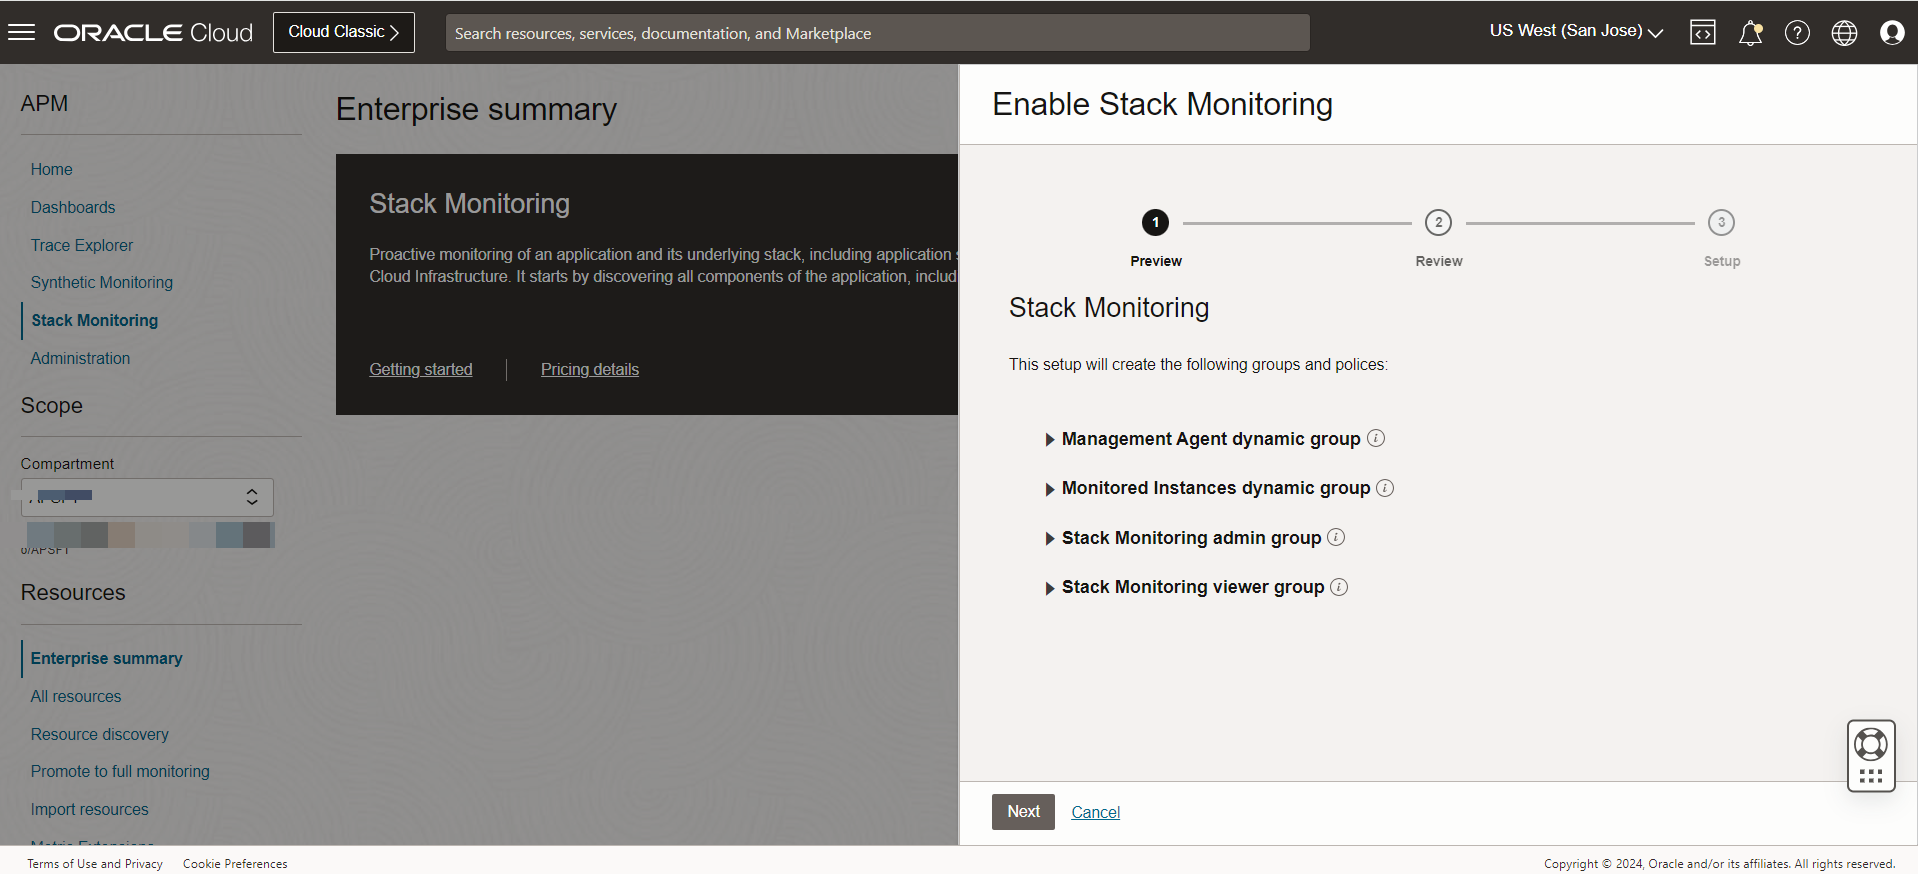 ORACLE Cloud
Cloud Classic
Search resources, services, documentation, and Marketplace
US West (San Jose)
APM
Home
Dashboards
Trace Explorer
Synthetic Monitoring
Stack Monitoring
Administration
Scope
Compartment
Resources
Enterprise summary
All resources
Resource discovery
Promote to full monitoring
Import resources
Metric Extensions
Enterprise summary
Stack Monitoring
Proactive monitoring of an application and its underlying stack, including application
Cloud Infrastructure. It starts by discovering all components of the application, includ
Getting started
Pricing details
Enable Stack Monitoring
1
2
3
Preview
Review
Setup
Stack Monitoring
This setup will create the following groups and polices:
Management Agent dynamic group
Monitored Instances dynamic group
Stack Monitoring admin group
Stack Monitoring viewer group
Next
Cancel
Terms of Use and Privacy
Cookie Preferences
Copyright © 2024, Oracle and/or its affiliates. All rights reserved.